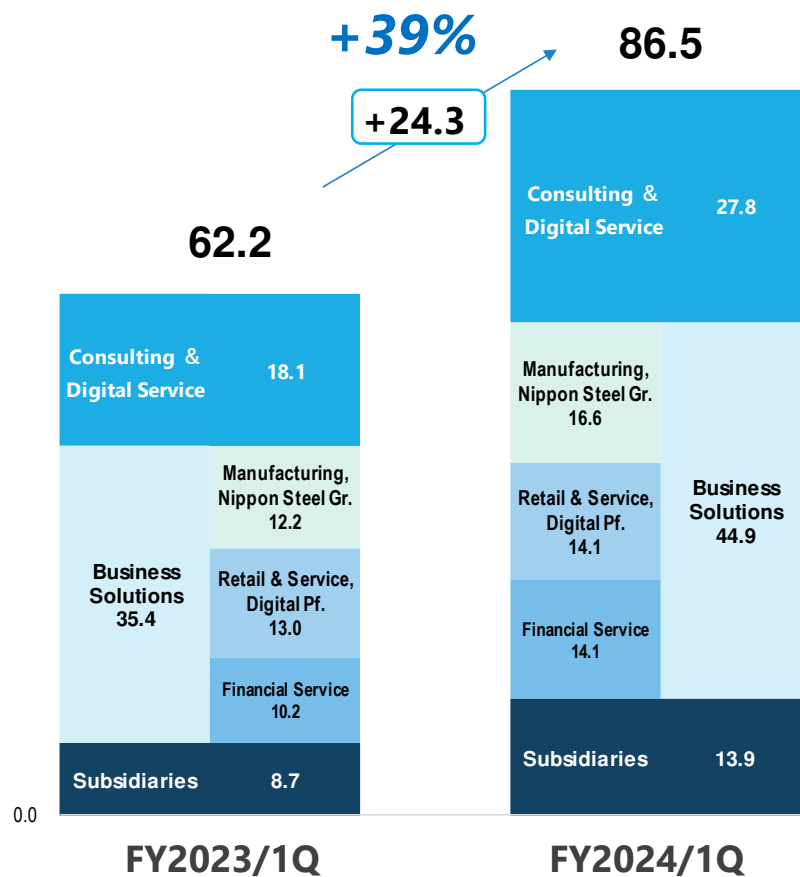 +39%
86.5
+24.3
62.2
Consulting ＆
Digital Service
18.1
Manufacturing,
Nippon Steel Gr.
12.2
Business
Solutions
35.4
Retail & Service,
Digital Pf.
13.0
Financial Service
10.2
Subsidiaries
8.7
Consulting ＆
Digital Service
27.8
Manufacturing,
Nippon Steel Gr.
16.6
Retail & Service,
Digital Pf.
14.1
Business
Solutions
44.9
Financial Service
14.1
Subsidiaries
13.9
0.0
FY2023/1Q
FY2024/1Q